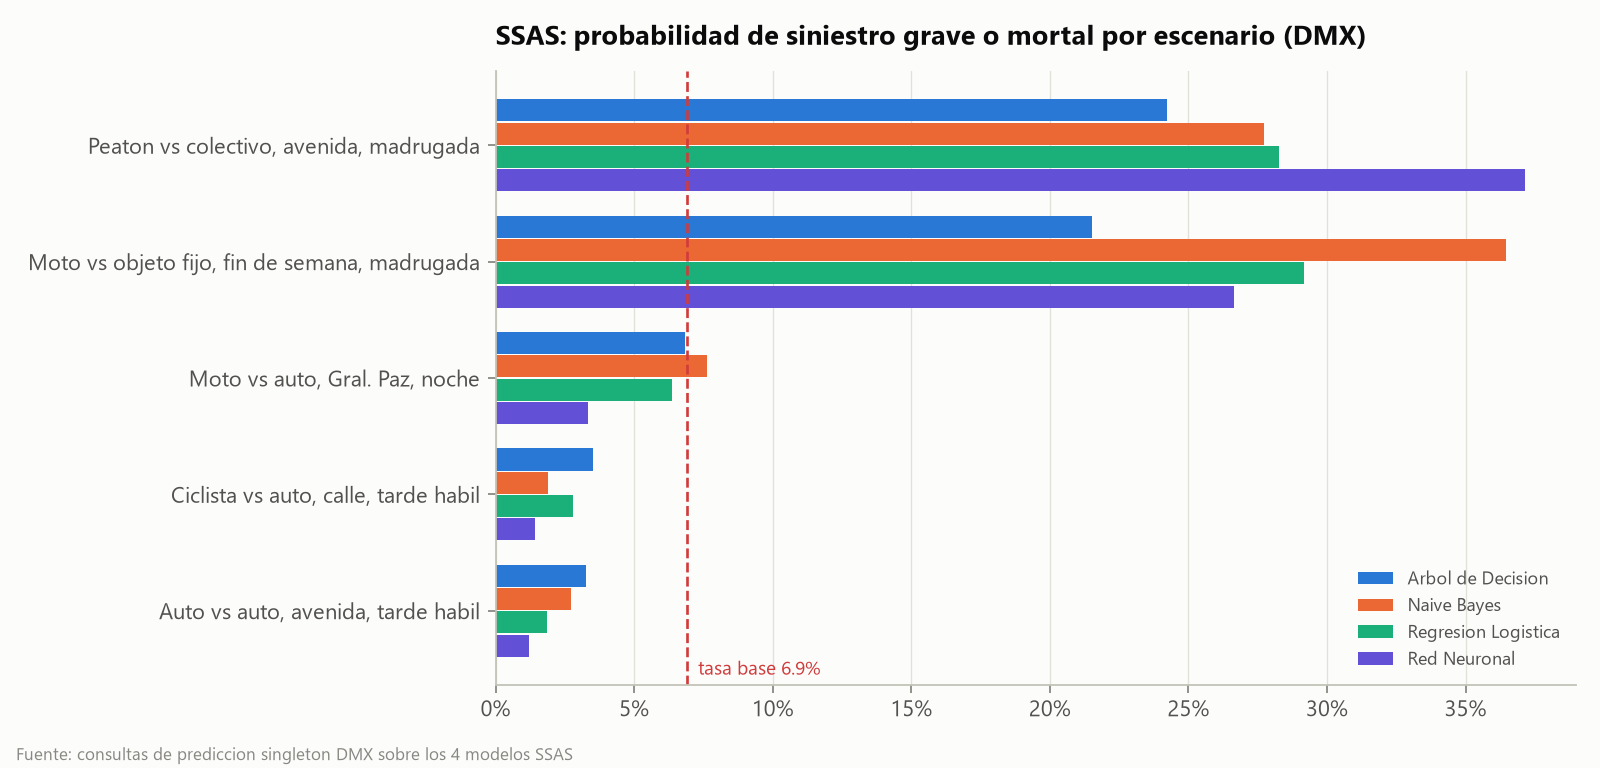 SSAS: probabilidad de siniestro grave o mortal por escenario (DMX)
Peaton vs colectivo, avenida, madrugada
Moto vs objeto fijo, fin de semana, madrugada
Moto vs auto, Gral. Paz, noche
Ciclista vs auto, calle, tarde habil
Auto vs auto, avenida, tarde habil
Arbol de Decision
Naive Bayes
Regresion Logistica
Red Neuronal
tasa base 6.9%
0% 5% 10% 15% 20% 25% 30% 35%
Fuente: consultas de prediccion singleton DMX sobre los 4 modelos SSAS